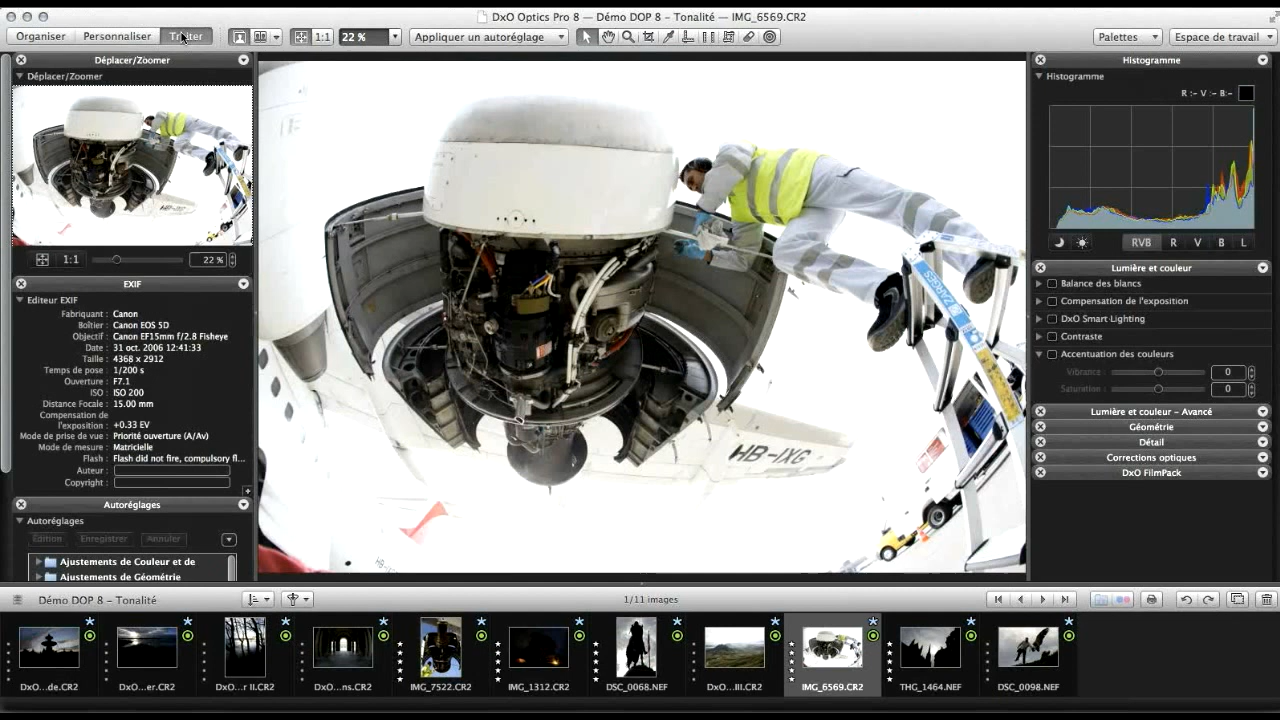 DxO Optics Pro 8 — Démo DOP 8 - Tonalité — IMG_6569.CR2
Organiser Personnaliser Traiter 1:1 22 % Appliquer un autoréglage Palettes Espace de travail
Déplacer/Zoomer
Déplacer/Zoomer
1:1 22 %
EXIF
Editeur EXIF
Fabriquant : Canon
Boîtier : Canon EOS 5D
Objectif : Canon EF15mm f/2.8 Fisheye
Date : 31 oct. 2006 12:41:33
Taille : 4368 x 2912
Temps de pose : 1/200 s
Ouverture : F7.1
ISO : ISO 200
Distance Focale : 15.00 mm
Compensation de
l'exposition : +0.33 EV
Mode de prise de vue : Priorité ouverture (A/Av)
Mode de mesure : Matricielle
Flash : Flash did not fire, compulsory fl...
Auteur :
Copyright :
Autoréglages
Autoréglages
Edition Enregistrer Annuler
Ajustements de Couleur et de
Ajustements de Géométrie
ZARGES
HB-IXG
Histogramme
Histogramme
R :- V :- B:-
RVB R V B L
Lumière et couleur
Balance des blancs
Compensation de l'exposition
DxO Smart-Lighting
Contraste
Accentuation des couleurs
Vibrance : 0
Saturation : 0
Lumière et couleur - Avancé
Géométrie
Détail
Corrections optiques
DxO FilmPack
Démo DOP 8 - Tonalité 1/11 images
DxO...de.CR2 DxO...er.CR2 DxO...r II.CR2 DxO...ns.CR2 IMG_7522.CR2 IMG_1312.CR2 DSC_0068.NEF DxO...III.CR2 IMG_6569.CR2 THG_1464.NEF DSC_0098.NEF